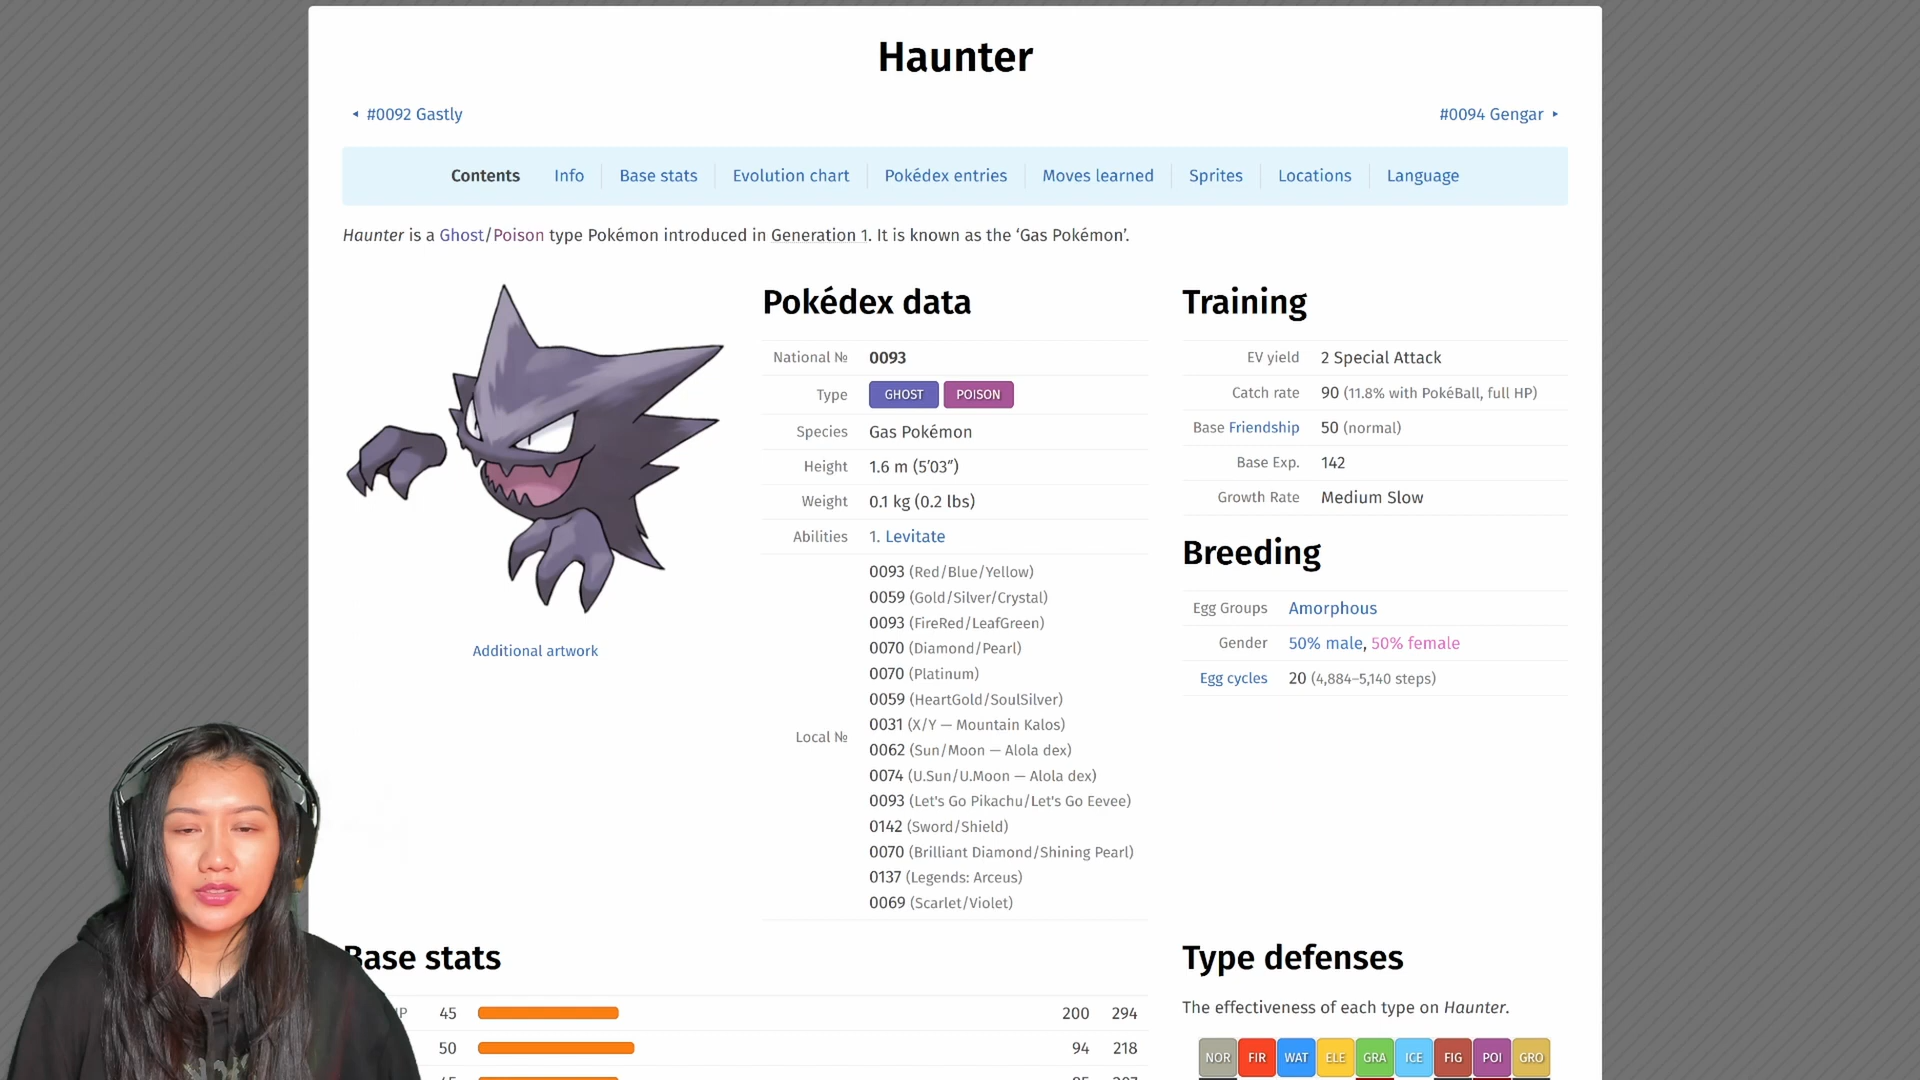 Haunter
#0092 Gastly
#0094 Gengar
Contents Info Base stats Evolution chart Pokédex entries Moves learned Sprites Locations Language
Haunter is a Ghost/Poison type Pokémon introduced in Generation 1. It is known as the ‘Gas Pokémon’.
Additional artwork
Pokédex data
National № 0093
Type GHOST POISON
Species Gas Pokémon
Height 1.6 m (5′03″)
Weight 0.1 kg (0.2 lbs)
Abilities 1. Levitate
Local №
0093 (Red/Blue/Yellow)
0059 (Gold/Silver/Crystal)
0093 (FireRed/LeafGreen)
0070 (Diamond/Pearl)
0070 (Platinum)
0059 (HeartGold/SoulSilver)
0031 (X/Y — Mountain Kalos)
0062 (Sun/Moon — Alola dex)
0074 (U.Sun/U.Moon — Alola dex)
0093 (Let's Go Pikachu/Let's Go Eevee)
0142 (Sword/Shield)
0070 (Brilliant Diamond/Shining Pearl)
0137 (Legends: Arceus)
0069 (Scarlet/Violet)
Training
EV yield 2 Special Attack
Catch rate 90 (11.8% with PokéBall, full HP)
Base Friendship 50 (normal)
Base Exp. 142
Growth Rate Medium Slow
Breeding
Egg Groups Amorphous
Gender 50% male, 50% female
Egg cycles 20 (4,884–5,140 steps)
Base stats
45 200 294
50 94 218
Type defenses
The effectiveness of each type on Haunter.
NOR FIR WAT ELE GRA ICE FIG POI GRO